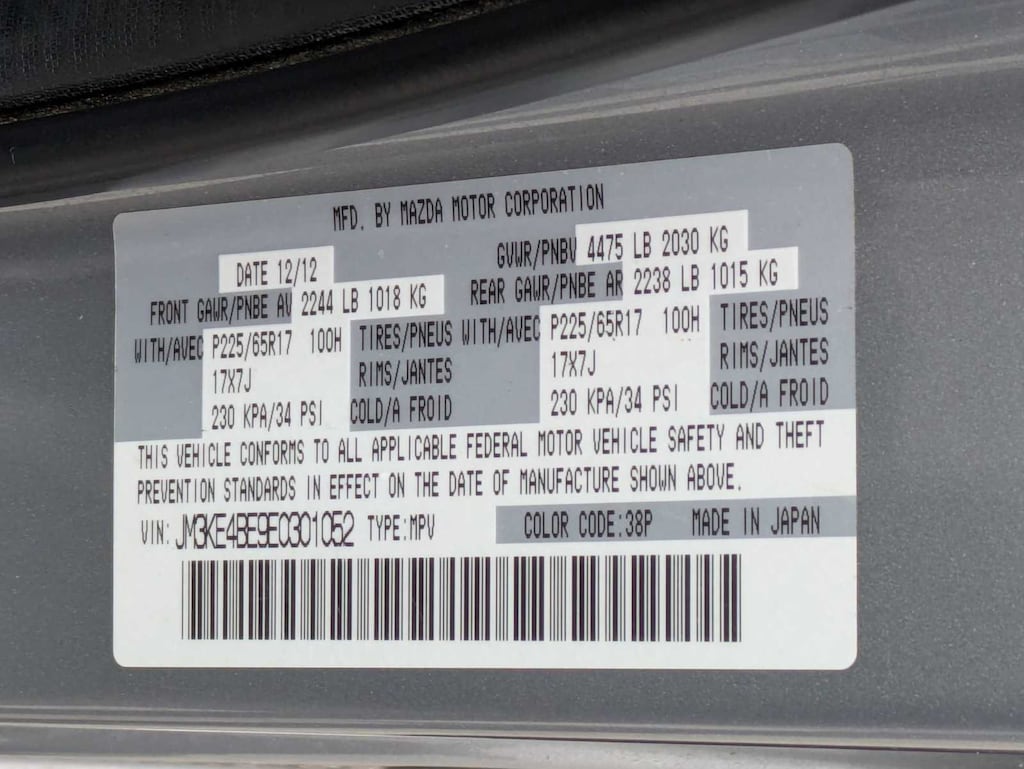 MFD. BY MAZDA MOTOR CORPORATION
DATE 12/12 GVWR/PNBV 4475 LB 2030 KG
FRONT GAWR/PNBE AV 2244 LB 1018 KG REAR GAWR/PNBE AR 2238 LB 1015 KG
WITH/AVEC P225/65R17 100H TIRES/PNEUS WITH/AVEC P225/65R17 100H TIRES/PNEUS
17X7J RIMS/JANTES 17X7J RIMS/JANTES
230 KPA/34 PSI COLD/A FROID 230 KPA/34 PSI COLD/A FROID
THIS VEHICLE CONFORMS TO ALL APPLICABLE FEDERAL MOTOR VEHICLE SAFETY AND THEFT
PREVENTION STANDARDS IN EFFECT ON THE DATE OF MANUFACTURE SHOWN ABOVE.
VIN: JM3KE4BE9E0301052 TYPE:MPV COLOR CODE:38P MADE IN JAPAN